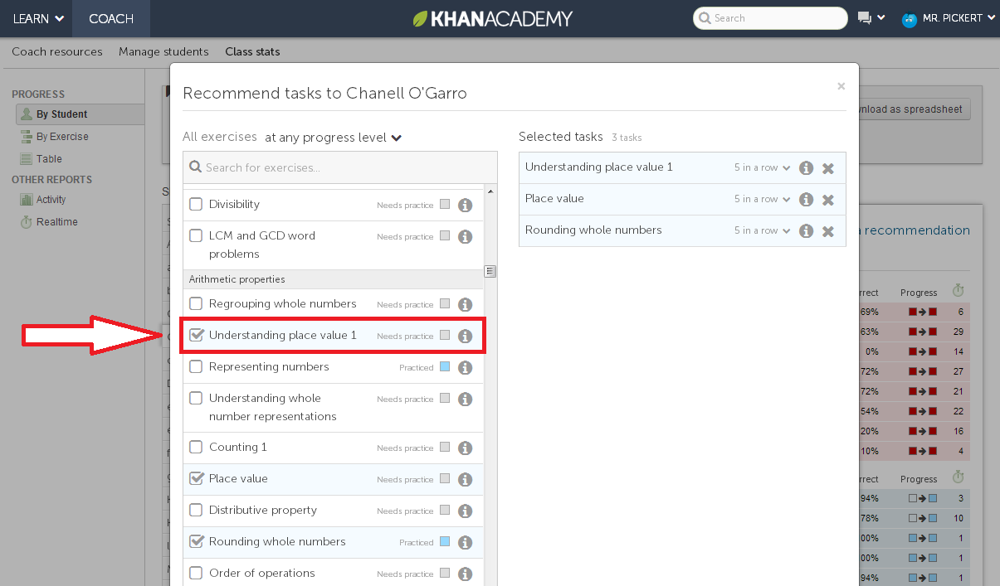 LEARN COACH KHANACADEMY Search MR. PICKERT
Coach resources Manage students Class stats
PROGRESS
By Student
By Exercise
Table
OTHER REPORTS
Activity
Realtime
Recommend tasks to Chanell O'Garro
×
All exercises at any progress level
Search for exercises...
Divisibility Needs practice
LCM and GCD word Needs practice
problems
Arithmetic properties
Regrouping whole numbers Needs practice
Understanding place value 1 Needs practice
Representing numbers Practiced
Understanding whole Needs practice
number representations
Counting 1 Needs practice
Place value Needs practice
Distributive property Needs practice
Rounding whole numbers Practiced
Order of operations Needs practice
Selected tasks 3 tasks
Understanding place value 1 5 in a row
Place value 5 in a row
Rounding whole numbers 5 in a row
as spreadsheet
recommendation
Progress
69% 6
63% 29
0% 14
72% 27
72% 21
54% 22
20% 16
10% 4
Progress
94% 3
78% 10
00% 1
00% 1
94% 1